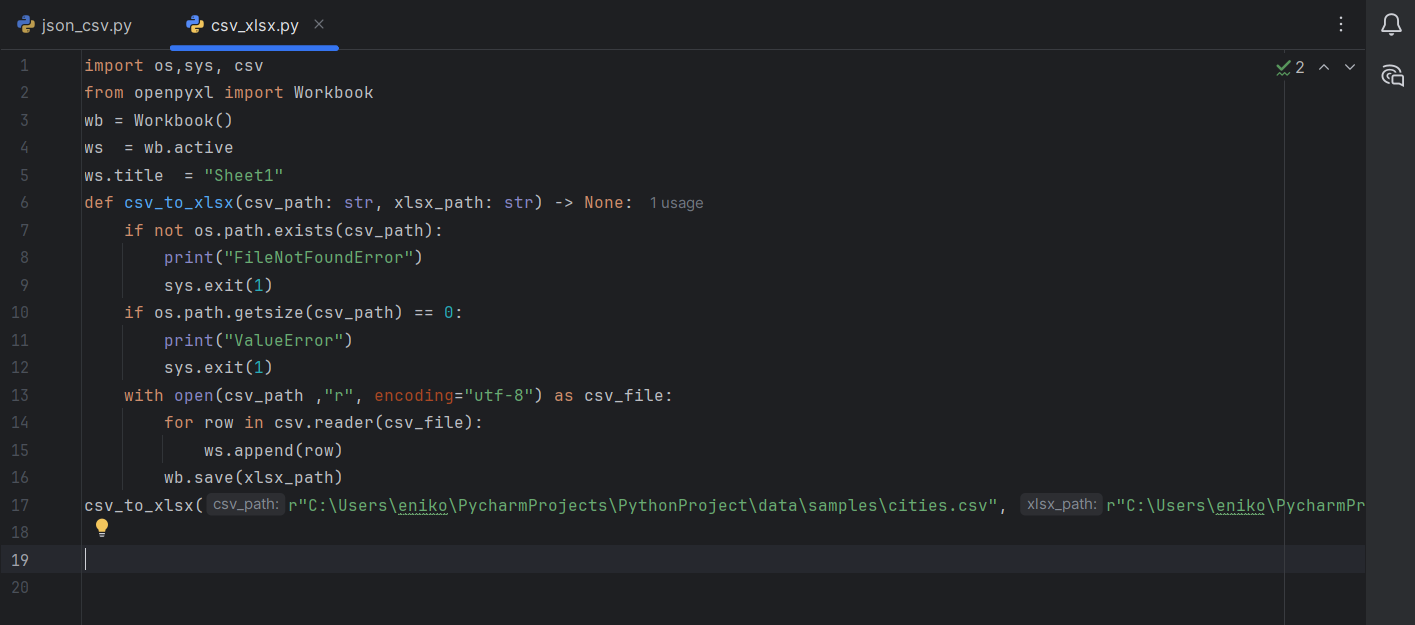 json_csv.py csv_xlsx.py
1 import os,sys, csv 2
2 from openpyxl import Workbook
3 wb = Workbook()
4 ws  = wb.active
5 ws.title  = "Sheet1"
6 def csv_to_xlsx(csv_path: str, xlsx_path: str) -> None: 1 usage
7     if not os.path.exists(csv_path):
8         print("FileNotFoundError")
9         sys.exit(1)
10     if os.path.getsize(csv_path) == 0:
11         print("ValueError")
12         sys.exit(1)
13     with open(csv_path ,"r", encoding="utf-8") as csv_file:
14         for row in csv.reader(csv_file):
15             ws.append(row)
16         wb.save(xlsx_path)
17 csv_to_xlsx( csv_path: r"C:\Users\eniko\PycharmProjects\PythonProject\data\samples\cities.csv", xlsx_path: r"C:\Users\eniko\PycharmPr
18
19
20